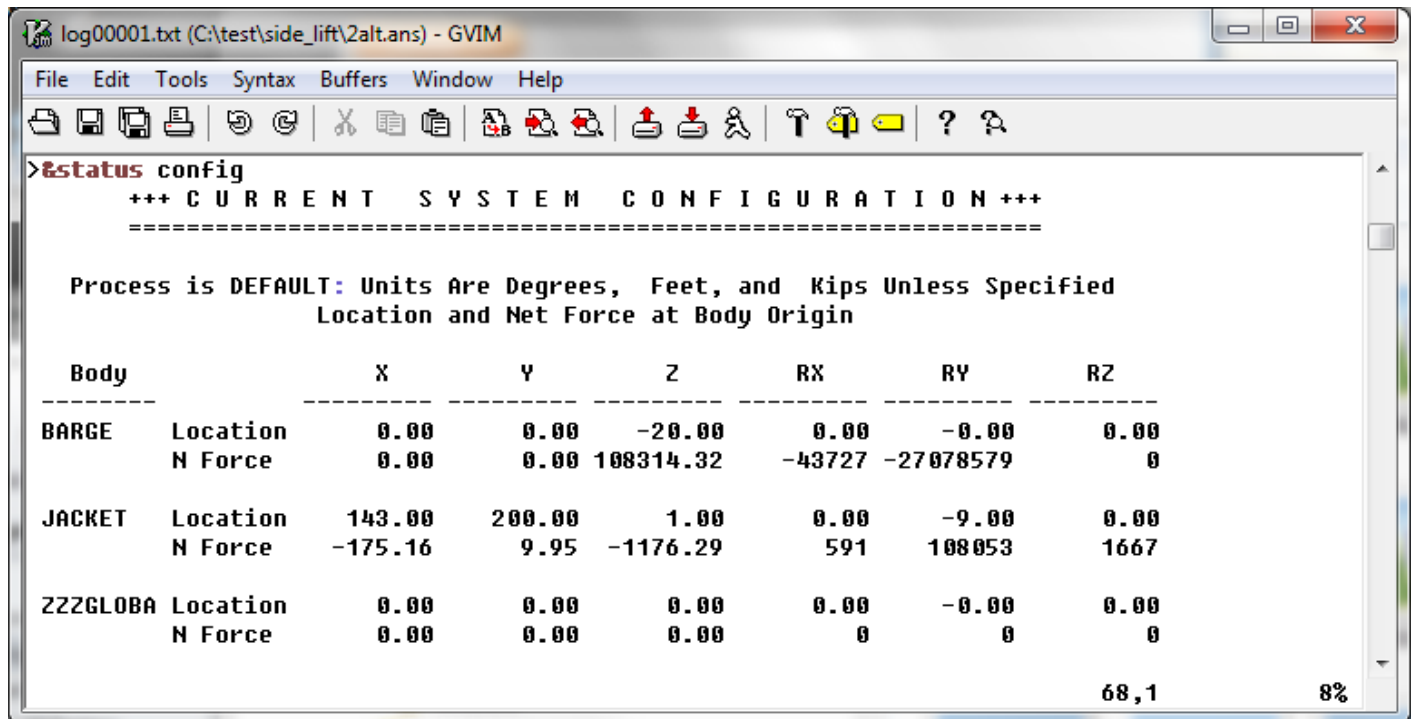 log00001.txt (C:\test\side_lift\2alt.ans) - GVIM
File Edit Tools Syntax Buffers Window Help
>&status config
+++ C U R R E N T   S Y S T E M   C O N F I G U R A T I O N +++
===============================================================
Process is DEFAULT: Units Are Degrees,  Feet, and  Kips Unless Specified
Location and Net Force at Body Origin
Body X Y Z RX RY RZ
-------- --------- --------- --------- --------- --------- ---------
BARGE Location 0.00 0.00 -20.00 0.00 -0.00 0.00
N Force 0.00 0.00 108314.32 -43727 -27078579 0
JACKET Location 143.00 200.00 1.00 0.00 -9.00 0.00
N Force -175.16 9.95 -1176.29 591 108053 1667
ZZZGLOBA Location 0.00 0.00 0.00 0.00 -0.00 0.00
N Force 0.00 0.00 0.00 0 0 0
68,1 8%